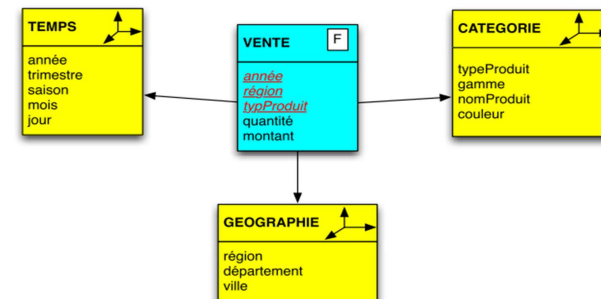 TEMPS
année
trimestre
saison
mois
jour
VENTE
F
année
région
typProduit
quantité
montant
CATEGORIE
typeProduit
gamme
nomProduit
couleur
GEOGRAPHIE
région
département
ville